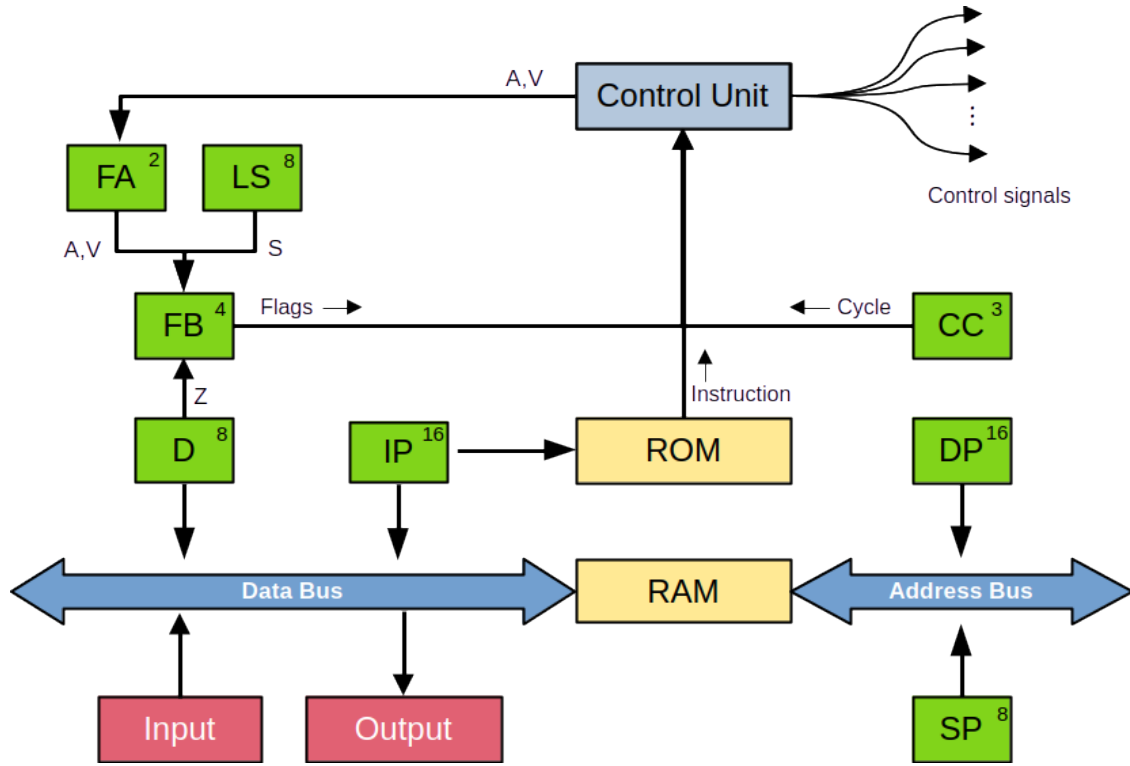 A,V
Control Unit
⋮
Control signals
FA 2
LS 8
A,V
S
FB 4
Flags
Cycle
CC 3
Z
Instruction
D 8
IP 16
ROM
DP 16
Data Bus
RAM
Address Bus
Input
Output
SP 8